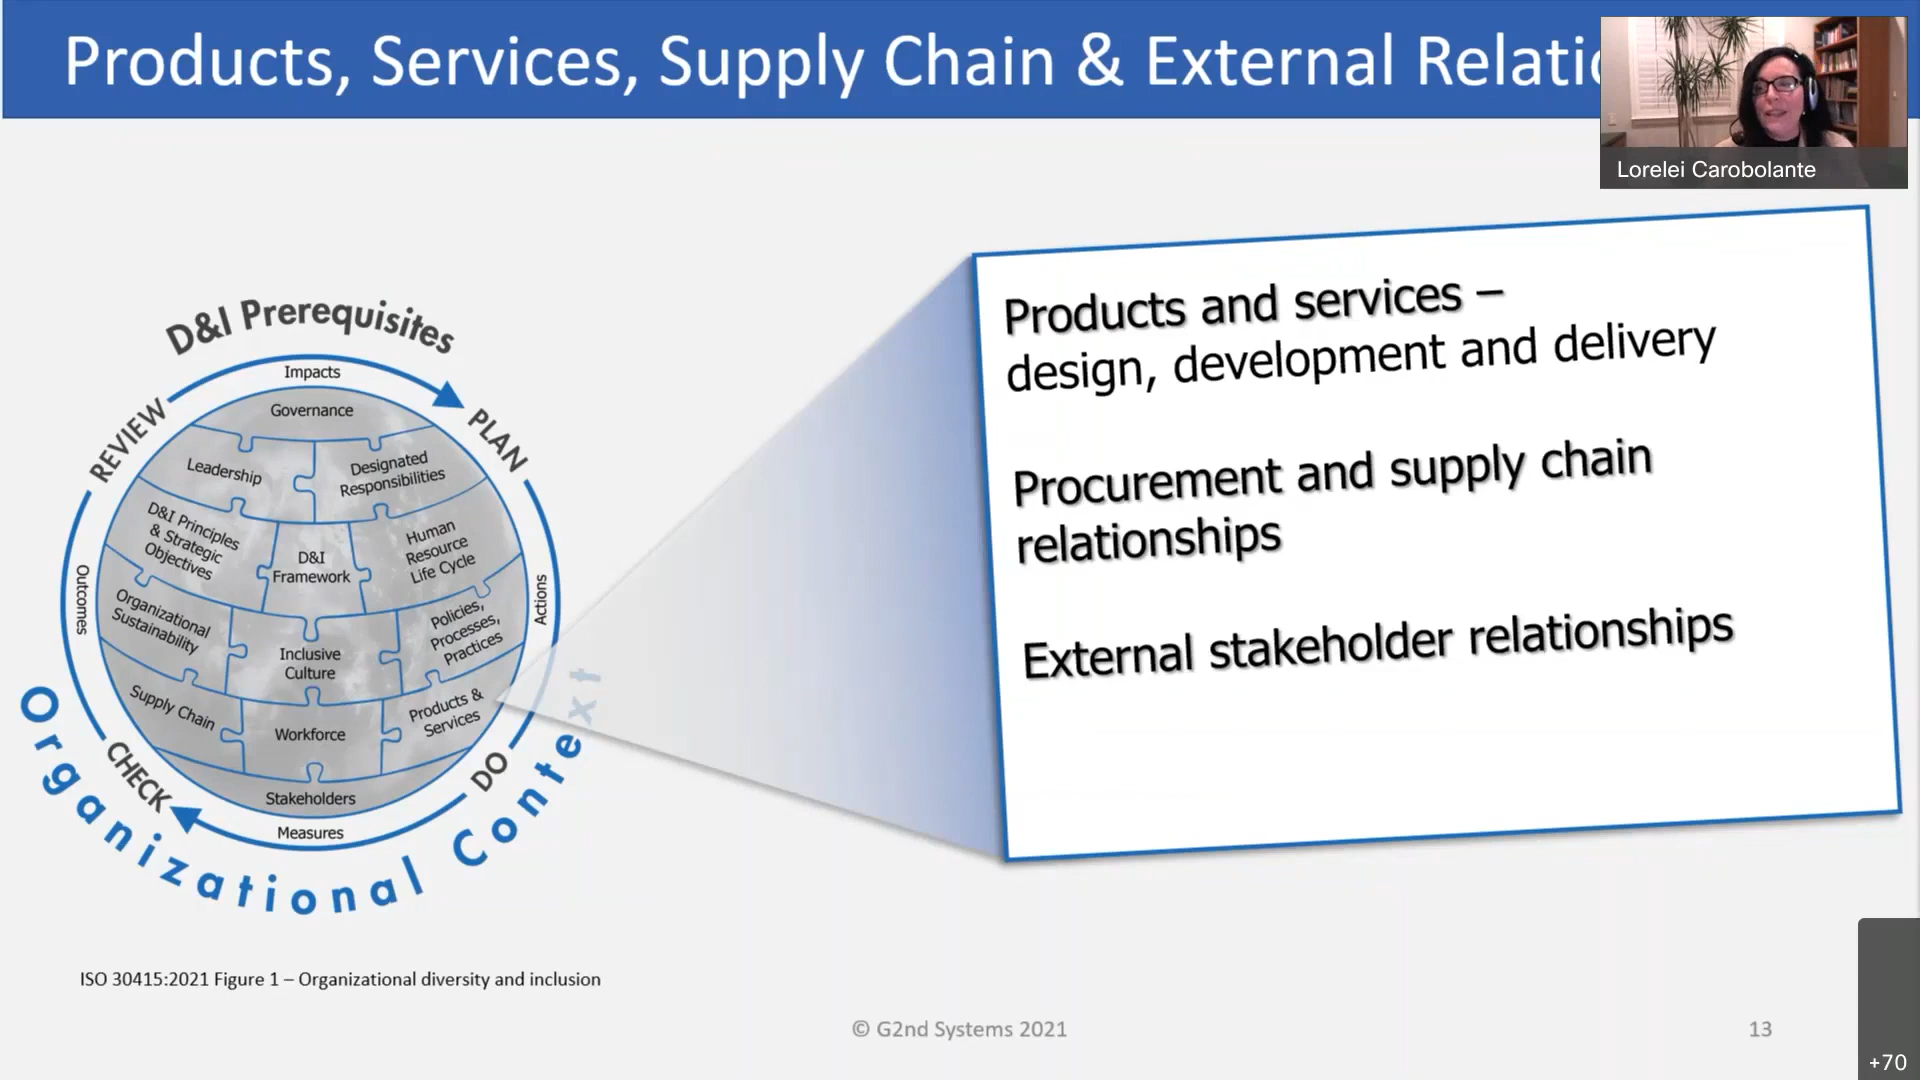 Products, Services, Supply Chain & External Relatio
Lorelei Carobolante
D&I Prerequisites
Impacts
REVIEW
PLAN
Governance
Leadership
Designated
Responsibilities
D&I Principles
& Strategic
Objectives
D&I
Framework
Human
Resource
Life Cycle
Outcomes
Actions
Organizational
Sustainability
Inclusive
Culture
Policies,
Processes,
Practices
Supply Chain
Workforce
Products &
Services
CHECK
DO
Stakeholders
Measures
Organizational Context
Products and services –
design, development and delivery
Procurement and supply chain
relationships
External stakeholder relationships
ISO 30415:2021 Figure 1 – Organizational diversity and inclusion
© G2nd Systems 2021
13
+70